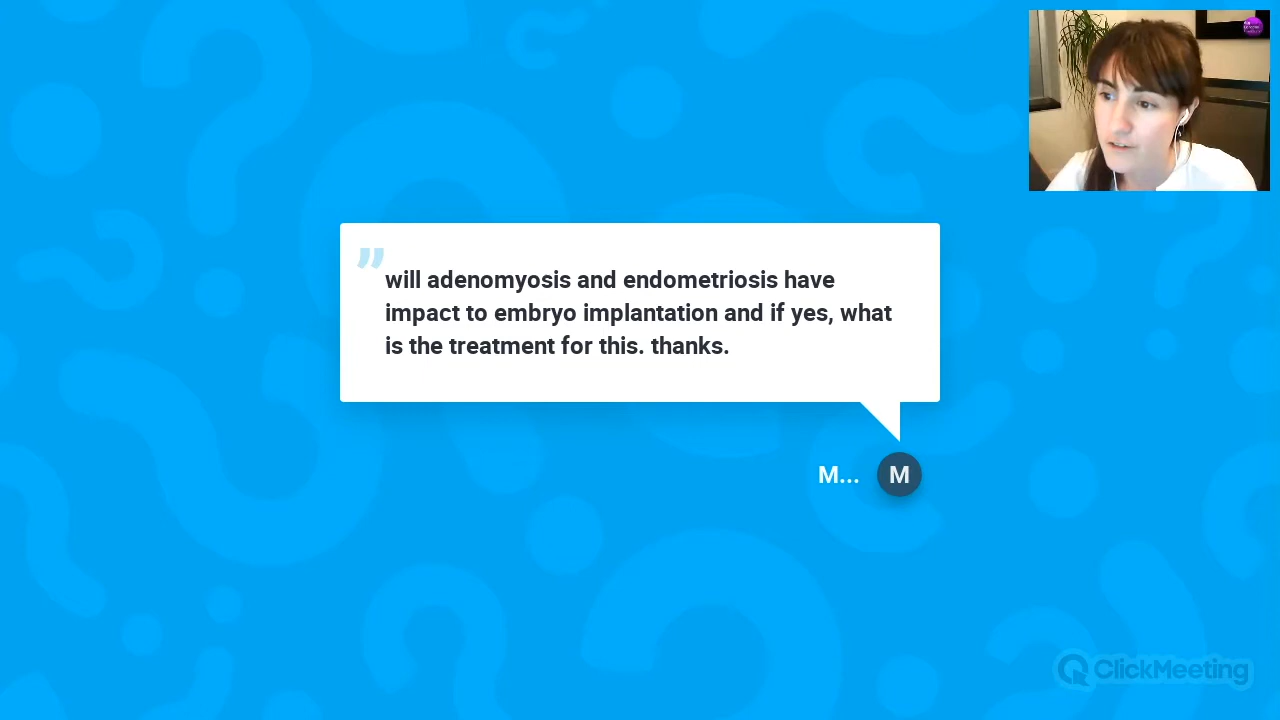 will adenomyosis and endometriosis have
impact to embryo implantation and if yes, what
is the treatment for this. thanks.
M...
M
ClickMeeting